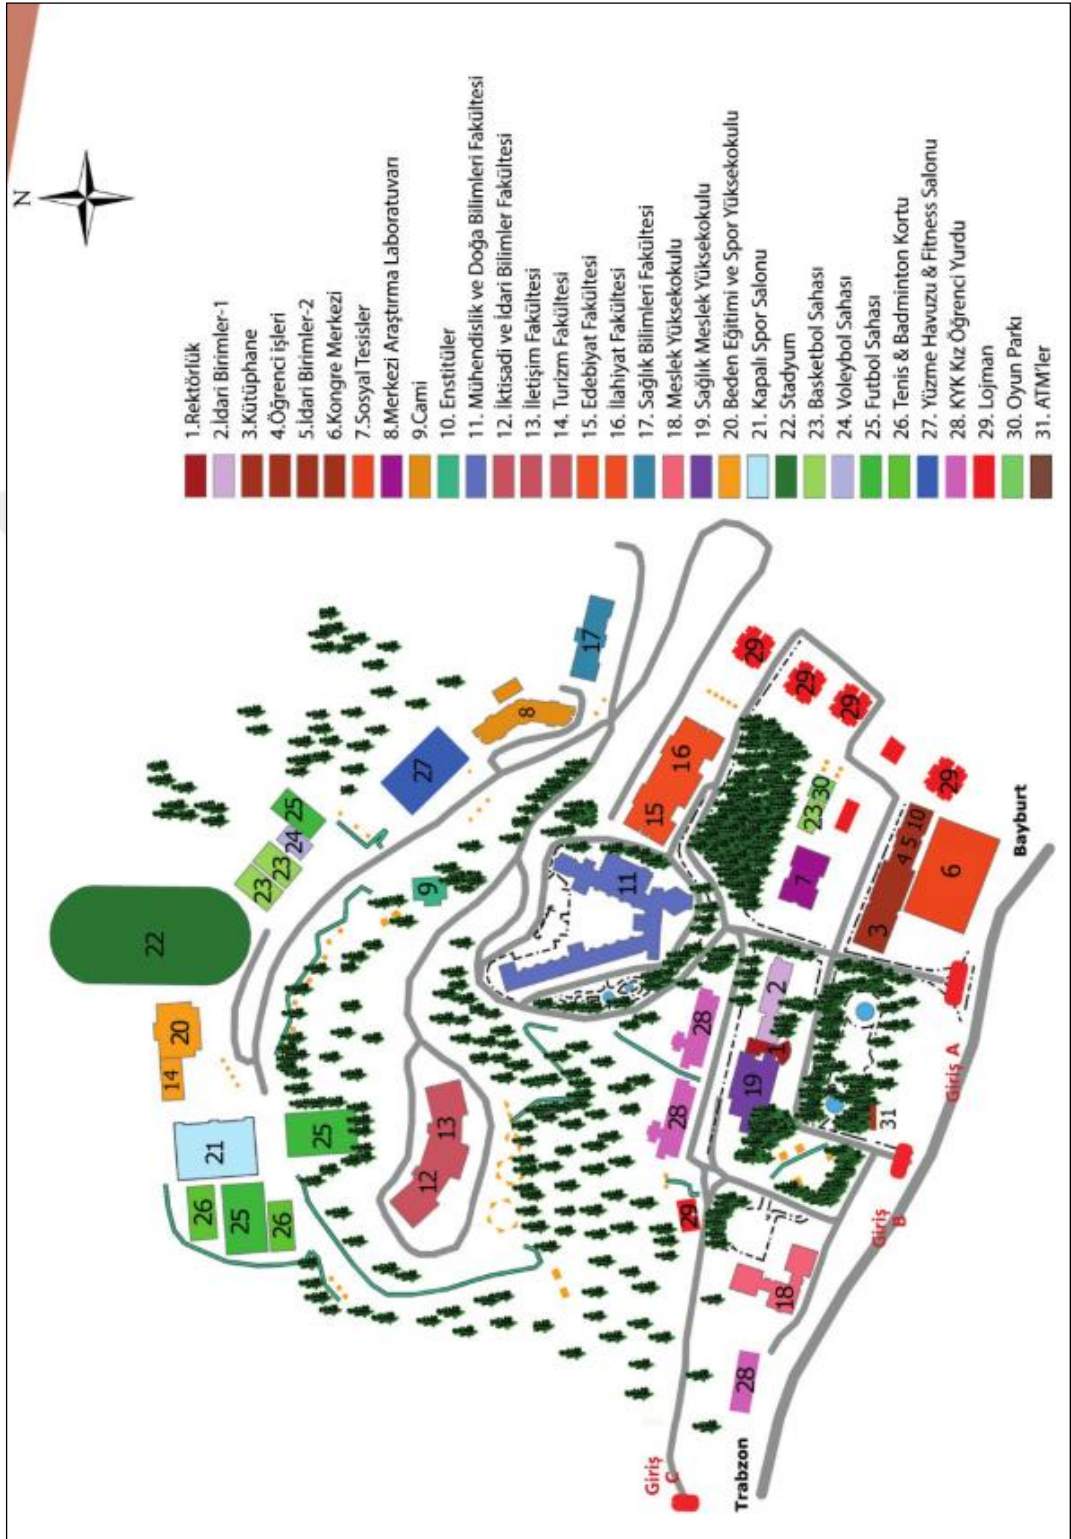 N
1.Rektörlük
2.İdari Birimler-1
3.Kütüphane
4.Öğrenci işleri
5.İdari Birimler-2
6.Kongre Merkezi
7.Sosyal Tesisler
8.Merkezi Araştırma Laboratuvarı
9.Cami
10. Enstitüler
11. Mühendislik ve Doğa Bilimleri Fakültesi
12. İktisadi ve İdari Bilimler Fakültesi
13. İletişim Fakültesi
14. Turizm Fakültesi
15. Edebiyat Fakültesi
16. İlahiyat Fakültesi
17. Sağlık Bilimleri Fakültesi
18. Meslek Yüksekokulu
19. Sağlık Meslek Yüksekokulu
20. Beden Eğitimi ve Spor Yüksekokulu
21. Kapalı Spor Salonu
22. Stadyum
23. Basketbol Sahası
24. Voleybol Sahası
25. Futbol Sahası
26. Tenis & Badminton Kortu
27. Yüzme Havuzu & Fitness Salonu
28. KYK Kız Öğrenci Yurdu
29. Lojman
30. Oyun Parkı
31. ATM'ler
22
20
14
21
26
25
26
25
23
23
24
25
27
8
17
9
12
13
11
15
16
29
29
29
29
23
30
7
28
28
29
2
1
19
3
4
5
10
6
31
18
28
Giriş A
Giriş
B
Giriş
C
Trabzon
Bayburt